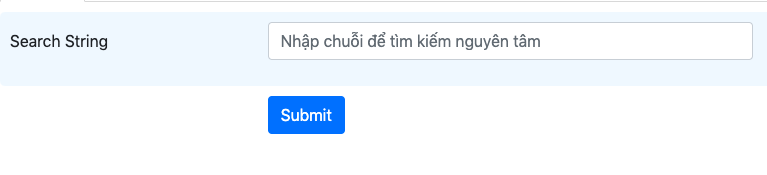 Search String
Nhập chuỗi để tìm kiếm nguyên tâm
Submit